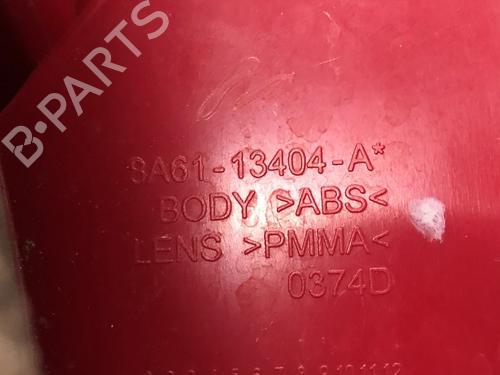 B-PARTS
8A61-13404-A*
BODY >ABS<
LENS >PMMA<
0374D